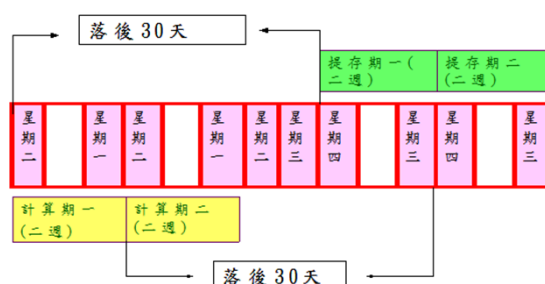 落後30天
提存期一(二週)
提存期二(二週)
星期二
星期一
星期二
星期一
星期二
星期三
星期四
星期三
星期四
星期三
計算期一(二週)
計算期二(二週)
落後30天